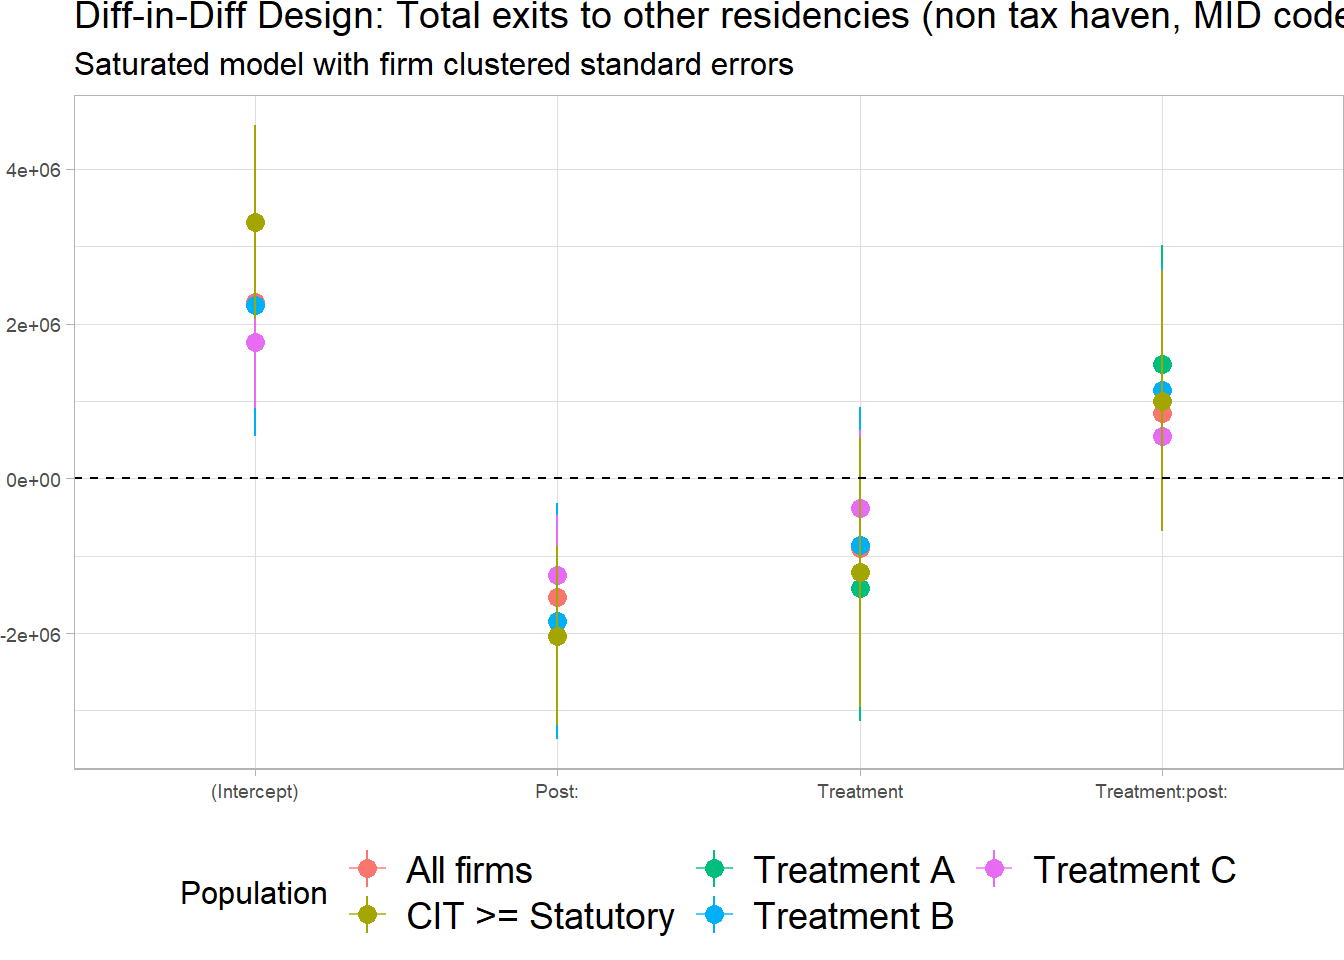 Diff-in-Diff Design: Total exits to other residencies (non tax haven, MID code
Saturated model with firm clustered standard errors
4e+06
2e+06
0e+00
-2e+06
(Intercept)
Post:
Treatment
Treatment:post:
Population
All firms
Treatment A
Treatment C
CIT >= Statutory
Treatment B